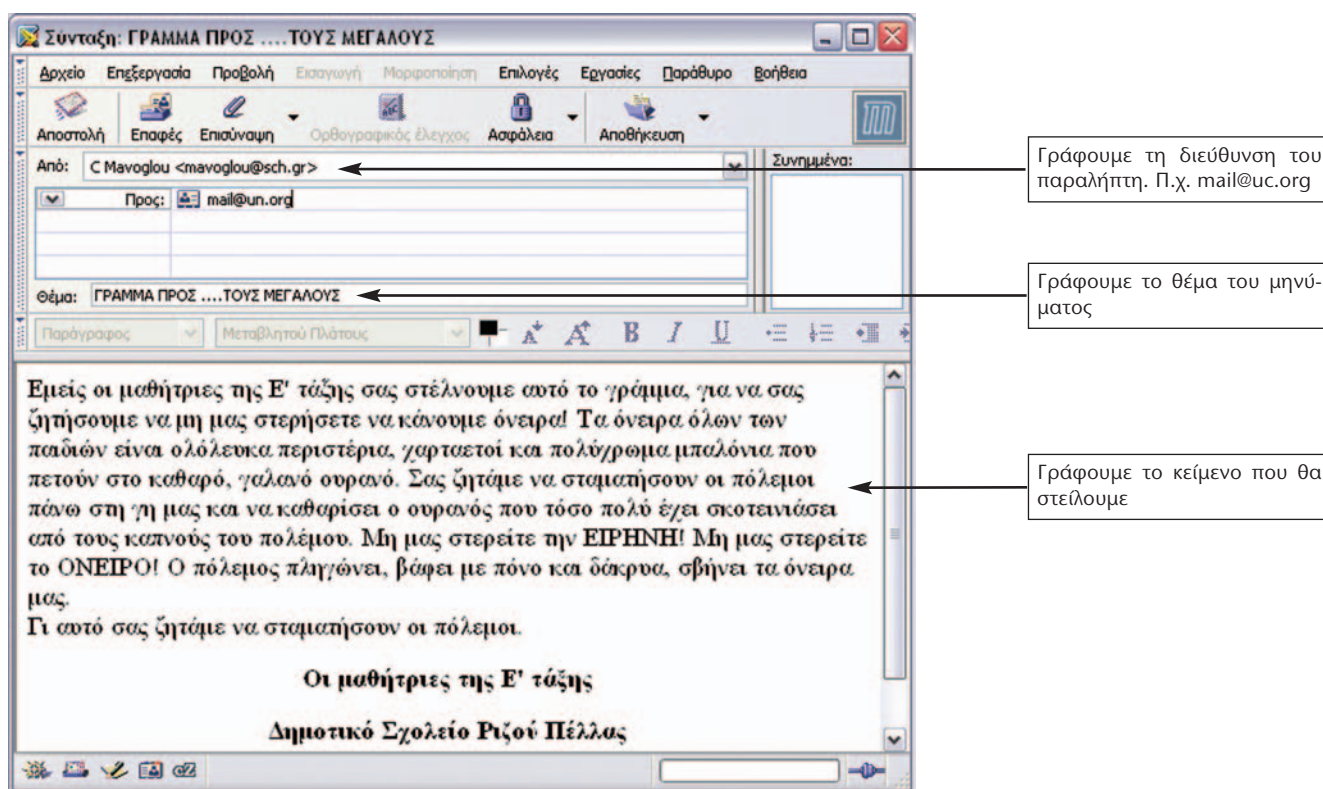 Σύνταξη: ΓΡΑΜΜΑ ΠΡΟΣ ....ΤΟΥΣ ΜΕΓΑΛΟΥΣ
Αρχείο Επεξεργασία Προβολή Εισαγωγή Μορφοποίηση Επιλογές Εργασίες Παράθυρο Βοήθεια
Αποστολή Επαφές Επισύναψη Ορθογραφικός έλεγχος Ασφάλεια Αποθήκευση
Από: C Mavoglou <mavoglou@sch.gr>
Συνημμένα:
Προς: mail@un.org
Θέμα: ΓΡΑΜΜΑ ΠΡΟΣ ....ΤΟΥΣ ΜΕΓΑΛΟΥΣ
Παράγραφος Μεταβλητού Πλάτους A A B I U
Εμείς οι μαθήτριες της Ε' τάξης σας στέλνουμε αυτό το γράμμα, για να σας
ζητήσουμε να μη μας στερήσετε να κάνουμε όνειρα! Τα όνειρα όλων των
παιδιών είναι ολόλευκα περιστέρια, χαρταετοί και πολύχρωμα μπαλόνια που
πετούν στο καθαρό, γαλανό ουρανό. Σας ζητάμε να σταματήσουν οι πόλεμοι
πάνω στη γη μας και να καθαρίσει ο ουρανός που τόσο πολύ έχει σκοτεινιάσει
από τους καπνούς του πολέμου. Μη μας στερείτε την ΕΙΡΗΝΗ! Μη μας στερείτε
το ΟΝΕΙΡΟ! Ο πόλεμος πληγώνει, βάφει με πόνο και δάκρυα, σβήνει τα όνειρα
μας.
Γι αυτό σας ζητάμε να σταματήσουν οι πόλεμοι.
Οι μαθήτριες της Ε' τάξης
Δημοτικό Σχολείο Ριζού Πέλλας
Γράφουμε τη διεύθυνση του
παραλήπτη. Π.χ. mail@uc.org
Γράφουμε το θέμα του μηνύ-
ματος
Γράφουμε το κείμενο που θα
στείλουμε